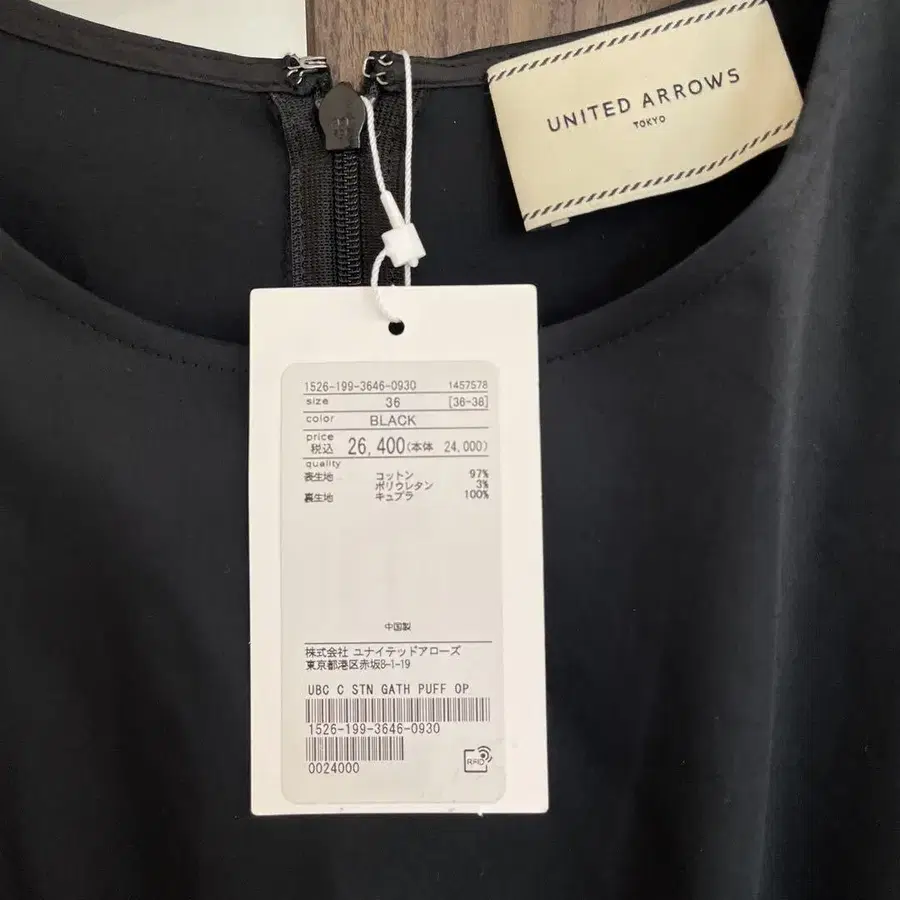 UNITED ARROWS
TOKYO
1526-199-3646-0930 1457578
size 36 [36-38]
color BLACK
price
税込 26,400(本体 24,000)
quality
表生地 コットン 97%
ポリウレタン 3%
裏生地 キュプラ 100%
中国製
株式会社 ユナイテッドアローズ
東京都港区赤坂8-1-19
UBC C STN GATH PUFF OP
1526-199-3646-0930
0024000
RFID